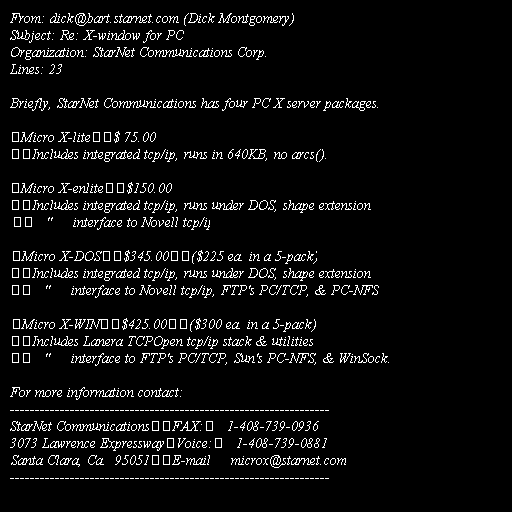 From: dick@bart.starnet.com (Dick Montgomery)
Subject: Re: X-window for PC
Organization: StarNet Communications Corp.
Lines: 23

Briefly, StarNet Communications has four PC X server packages.

□Micro X-lite□□$ 75.00
□□Includes integrated tcp/ip, runs in 640KB, no arcs().

□Micro X-enlite□□$150.00
□□Includes integrated tcp/ip, runs under DOS, shape extension
□□ " interface to Novell tcp/ip

□Micro X-DOS□□$345.00□□($225 ea. in a 5-pack)
□□Includes integrated tcp/ip, runs under DOS, shape extension
□□ " interface to Novell tcp/ip, FTP's PC/TCP, & PC-NFS

□Micro X-WIN□□$425.00□□($300 ea. in a 5-pack)
□□Includes Lanera TCPOpen tcp/ip stack & utilities
□□ " interface to FTP's PC/TCP, Sun's PC-NFS, & WinSock.

For more information contact:
----------------------------------------------------------------
StarNet Communications□□FAX:□ 1-408-739-0936
3073 Lawrence Expressway□Voice:□ 1-408-739-0881
Santa Clara, Ca. 95051□□E-mail microx@starnet.com
----------------------------------------------------------------